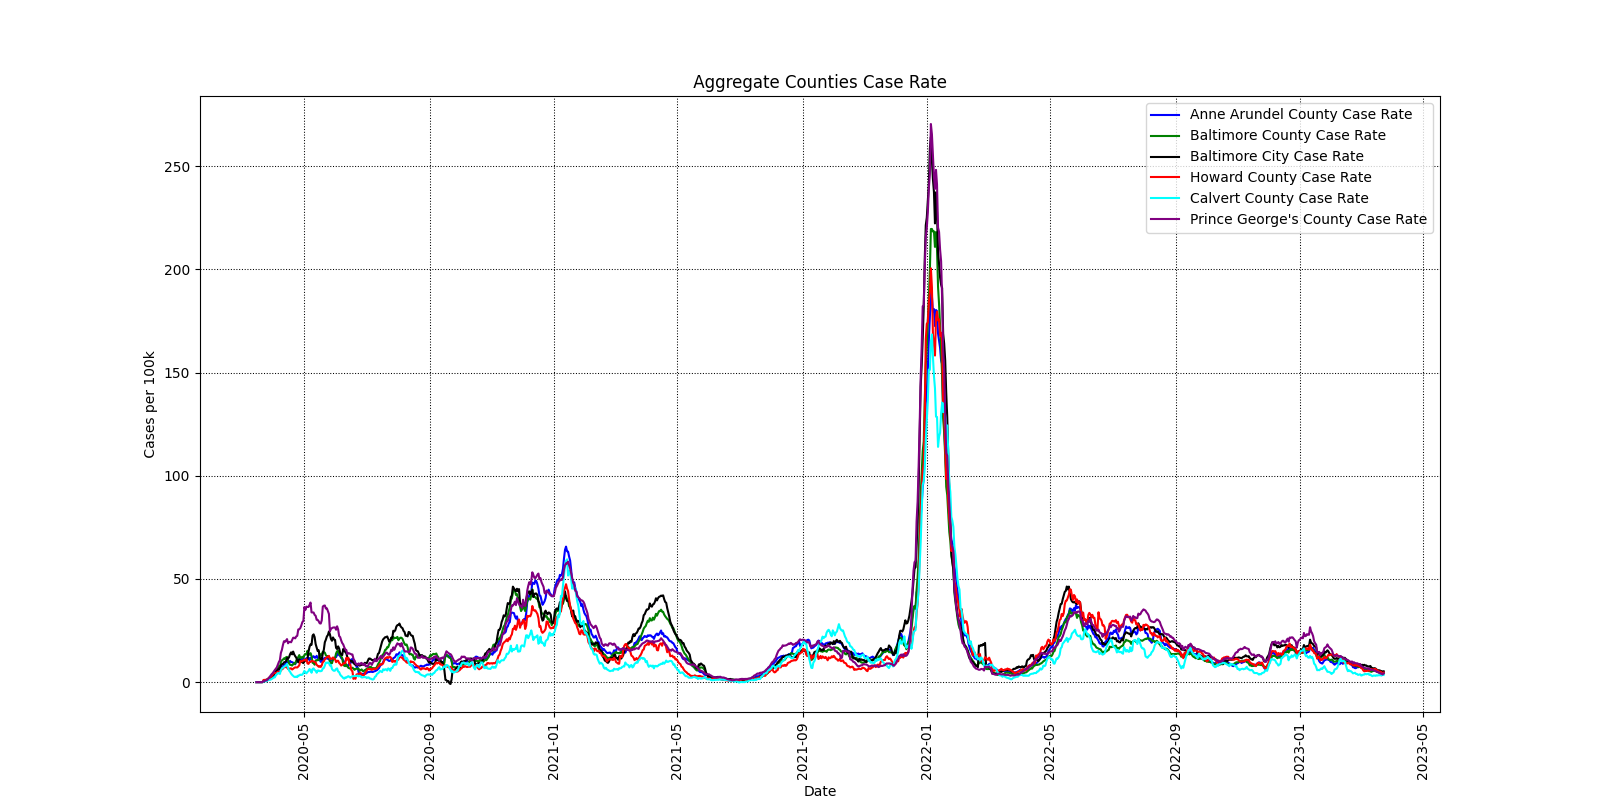 Aggregate Counties Case Rate
Anne Arundel County Case Rate
Baltimore County Case Rate
Baltimore City Case Rate
Howard County Case Rate
Calvert County Case Rate
Prince George's County Case Rate
Cases per 100k
250
200
150
100
50
0
2020-05
2020-09
2021-01
2021-05
2021-09
2022-01
2022-05
2022-09
2023-01
2023-05
Date